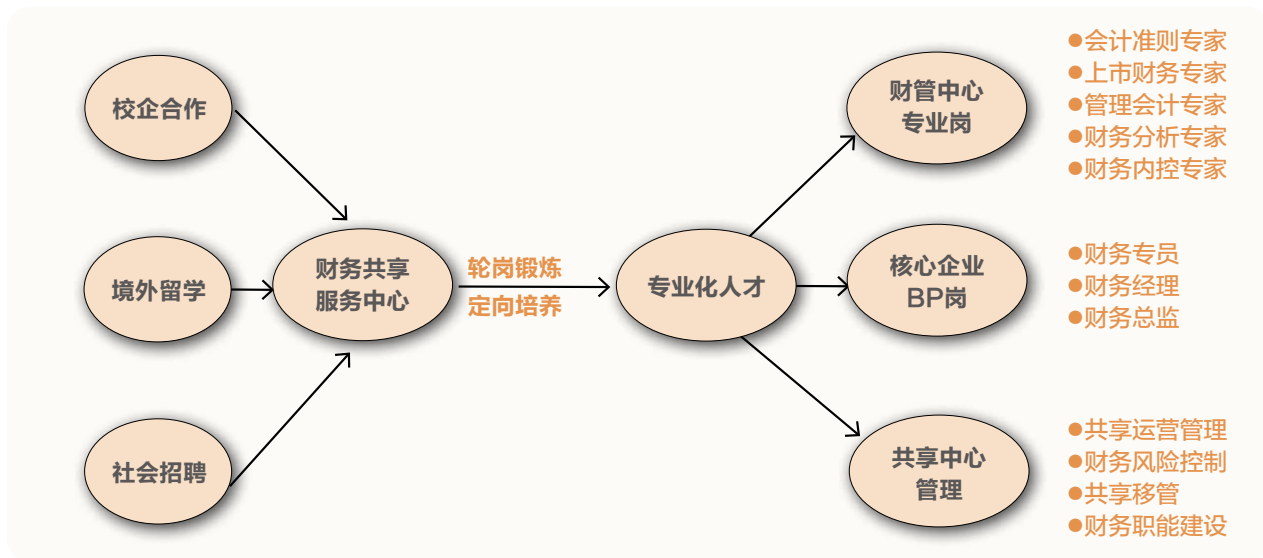 校企合作
境外留学
社会招聘
财务共享
服务中心
轮岗锻炼
定向培养
专业化人才
财管中心
专业岗
●会计准则专家
●上市财务专家
●管理会计专家
●财务分析专家
●财务内控专家
核心企业
BP岗
●财务专员
●财务经理
●财务总监
共享中心
管理
●共享运营管理
●财务风险控制
●共享移管
●财务职能建设